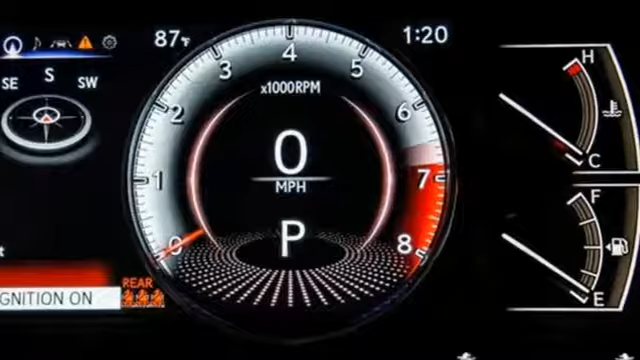 87°F
1:20
SE S SW
x1000RPM
0 1 2 3 4 5 6 7 8
0
MPH
P
H
C
F
E
t
GNITION ON
REAR